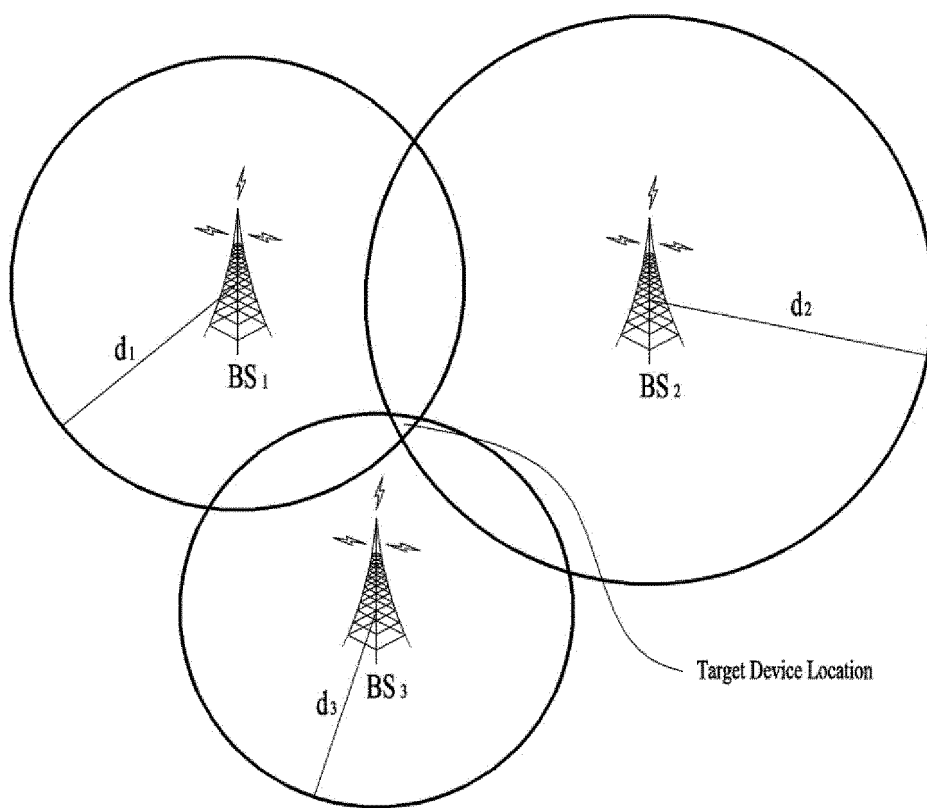 d₁
BS₁
d₂
BS₂
d₃
BS₃
Target Device Location